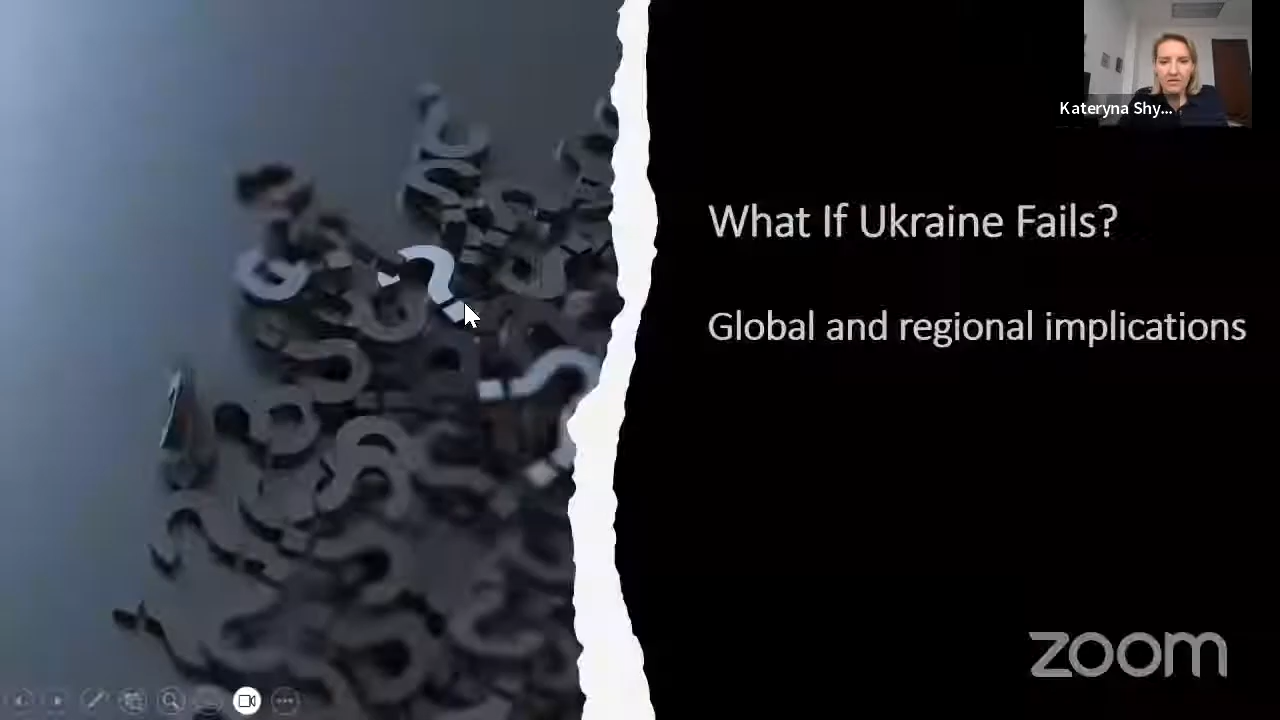 Kateryna Shy...
What If Ukraine Fails?
Global and regional implications
zoom